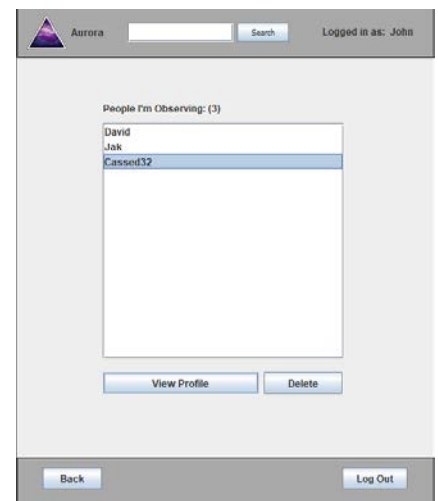 Aurora Search Logged in as: John
People I'm Observing: (3)
David
Jak
Cassed32
View Profile Delete
Back Log Out